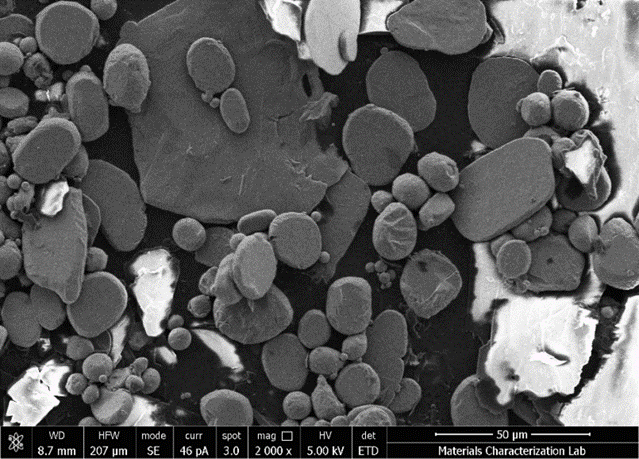 WD HFW mode curr spot mag HV det 50 µm
8.7 mm 207 µm SE 46 pA 3.0 2 000 x 5.00 kV ETD Materials Characterization Lab